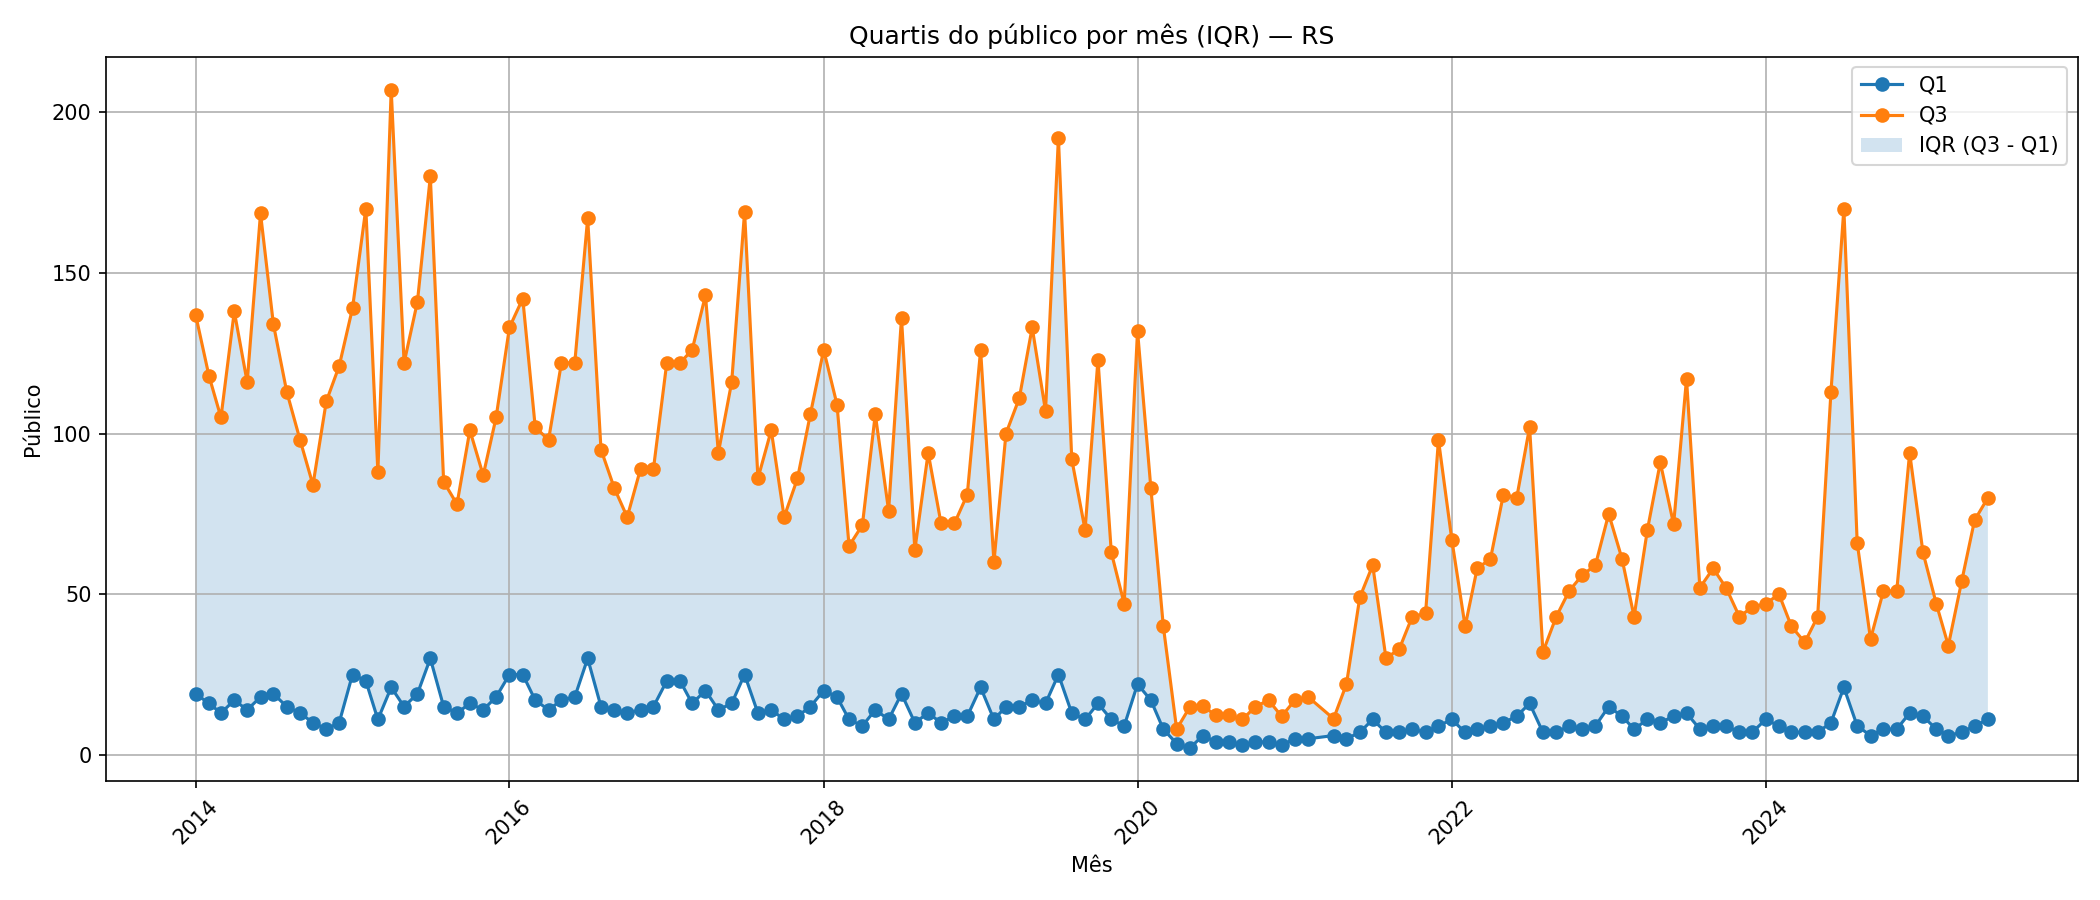 Quartis do público por mês (IQR) — RS
Q1
Q3
IQR (Q3 - Q1)
Público
200
150
100
50
0
2014
2016
2018
2020
2022
2024
Mês